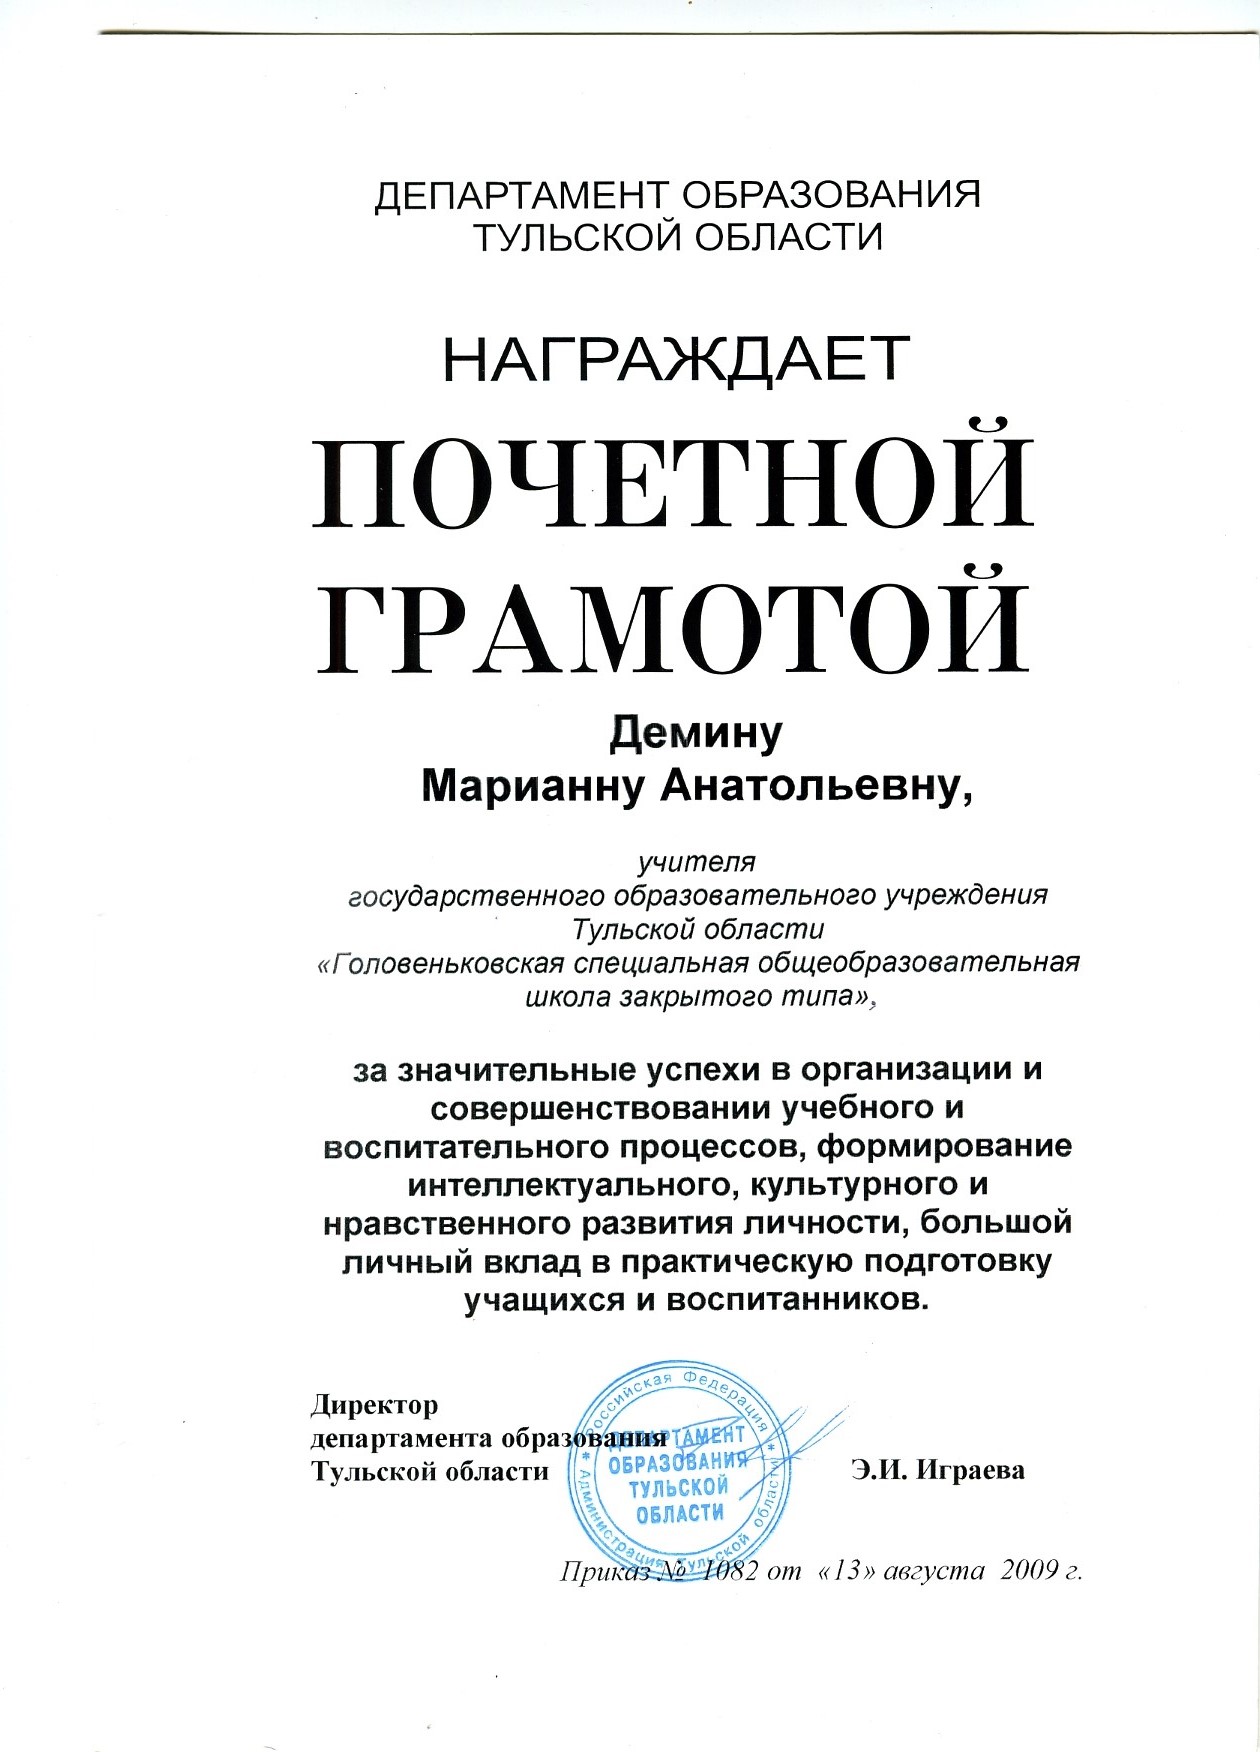 ДЕПАРТАМЕНТ ОБРАЗОВАНИЯ
ТУЛЬСКОЙ ОБЛАСТИ
НАГРАЖДАЕТ
ПОЧЕТНОЙ
ГРАМОТОЙ
Демину
Марианну Анатольевну,
учителя
государственного образовательного учреждения
Тульской области
«Головеньковская специальная общеобразовательная
школа закрытого типа»,
за значительные успехи в организации и
совершенствовании учебного и
воспитательного процессов, формирование
интеллектуального, культурного и
нравственного развития личности, большой
личный вклад в практическую подготовку
учащихся и воспитанников.
Директор
департамента образования
Тульской области
Э.И. Играева
Российская Федерация * Администрация Тульской области *
ДЕПАРТАМЕНТ
ОБРАЗОВАНИЯ
ТУЛЬСКОЙ
ОБЛАСТИ
Приказ № 1082 от «13» августа 2009 г.